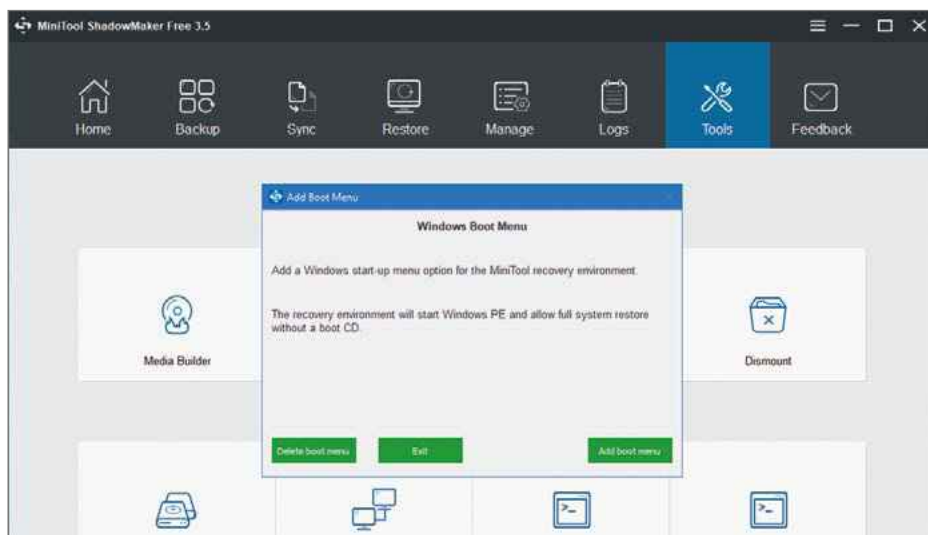 MiniTool ShadowMaker Free 3.5
Home Backup Sync Restore Manage Logs Tools Feedback
Add Boot Menu
Windows Boot Menu
Add a Windows start-up menu option for the MiniTool recovery environment.
The recovery environment will start Windows PE and allow full system restore
without a boot CD.
Media Builder
Dismount
Delete boot menu Exit Add boot menu